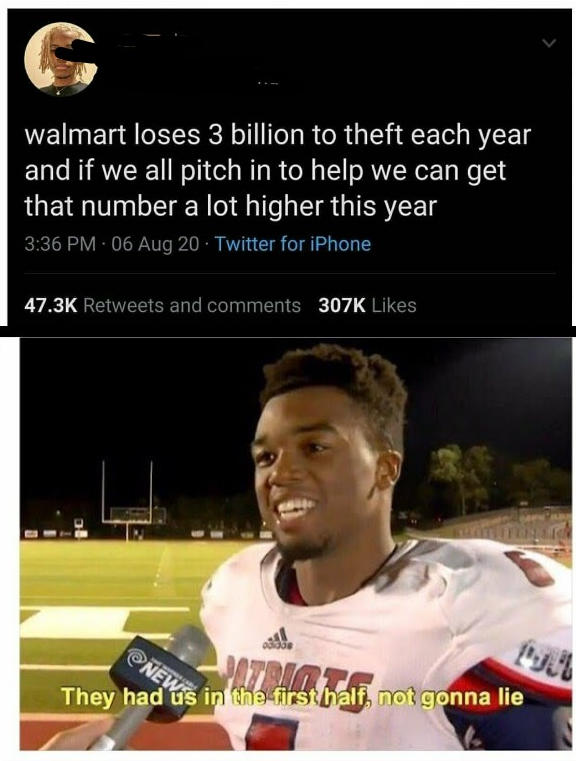 walmart loses 3 billion to theft each year
and if we all pitch in to help we can get
that number a lot higher this year
3:36 PM · 06 Aug 20 · Twitter for iPhone
47.3K Retweets and comments 307K Likes
adidas
PATRIOTS
NEWS
They had us in the first half, not gonna lie